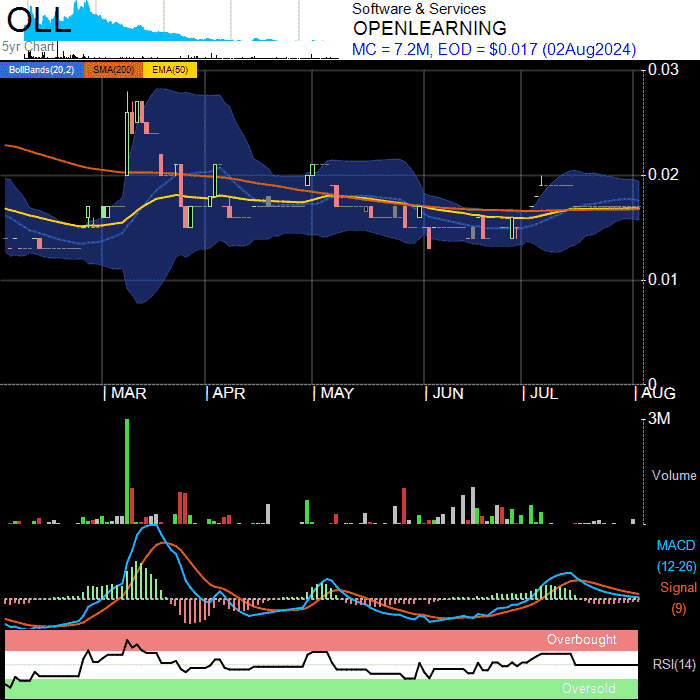 OLL
Software & Services
OPENLEARNING
5yr Chart
MC = 7.2M, EOD = $0.017 (02Aug2024)
BollBands(20,2) SMA(200) EMA(50)
0.03
0.02
0.01
0
MAR APR MAY JUN JUL AUG
3M
Volume
MACD
(12-26)
Signal
(9)
Overbought
RSI(14)
Oversold